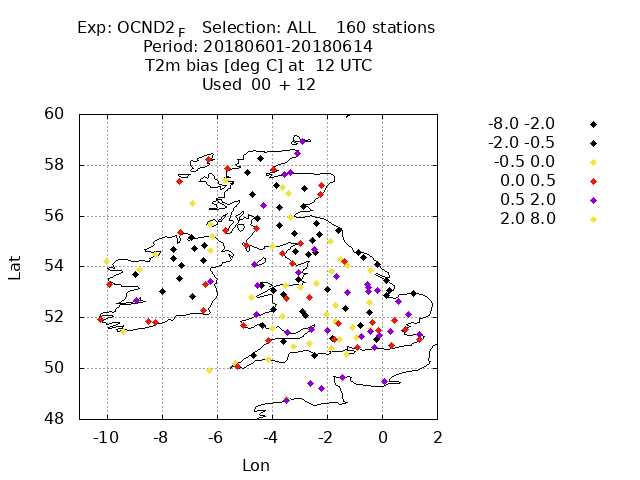 Exp: OCND2F Selection: ALL 160 stations
Period: 20180601-20180614
T2m bias [deg C] at 12 UTC
Used 00 + 12
60
58
56
54
52
50
48
Lat
-10 -8 -6 -4 -2 0 2
Lon
-8.0 -2.0
-2.0 -0.5
-0.5 0.0
0.0 0.5
0.5 2.0
2.0 8.0